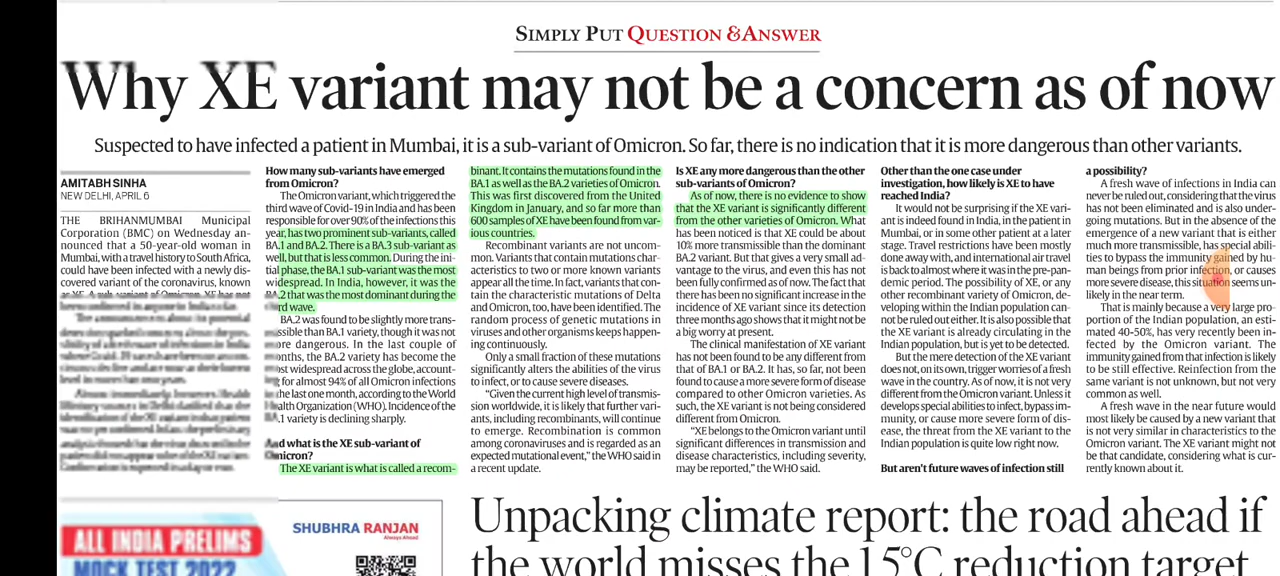 SIMPLY PUT QUESTION &ANSWER
Why XE variant may not be a concern as of now
Suspected to have infected a patient in Mumbai, it is a sub-variant of Omicron. So far, there is no indication that it is more dangerous than other variants.
AMITABH SINHA
NEW DELHI, APRIL 6
THE BRIHANMUMBAI Municipal
Corporation (BMC) on Wednesday an-
nounced that a 50-year-old woman in
Mumbai, with a travel history to South Africa,
could have been infected with a newly dis-
covered variant of the coronavirus, known
How many sub-variants have emerged
from Omicron?
The Omicron variant, which triggered the
third wave of Covid-19 in India and has been
responsible for over 90% of the infections this
year, has two prominent sub-variants, called
BA.1 and BA.2. There is a BA.3 sub-variant as
well, but that is less common. During the ini-
tial phase, the BA.1 sub-variant was the most
widespread. In India, however, it was the
BA.2 that was the most dominant during the
rd wave.
BA.2 was found to be slightly more trans-
ssible than BA.1 variety, though it was not
ore dangerous. In the last couple of
onths, the BA.2 variety has become the
ost widespread across the globe, account-
g for almost 94% of all Omicron infections
the last one month, according to the World
Health Organization (WHO). Incidence of the
BA.1 variety is declining sharply.
And what is the XE sub-variant of
Omicron?
The XE variant is what is called a recom-
binant. It contains the mutations found in the
BA.1 as well as the BA.2 varieties of Omicron.
This was first discovered from the United
Kingdom in January, and so far more than
600 samples of XE have been found from var-
ious countries.
Recombinant variants are not uncom-
mon. Variants that contain mutations char-
acteristics to two or more known variants
appear all the time. In fact, variants that con-
tain the characteristic mutations of Delta
and Omicron, too, have been identified. The
random process of genetic mutations in
viruses and other organisms keeps happen-
ing continuously.
Only a small fraction of these mutations
significantly alters the abilities of the virus
to infect, or to cause severe diseases.
"Given the current high level of transmis-
sion worldwide, it is likely that further vari-
ants, including recombinants, will continue
to emerge. Recombination is common
among coronaviruses and is regarded as an
expected mutational event," the WHO said in
a recent update.
Is XE any more dangerous than the other
sub-variants of Omicron?
As of now, there is no evidence to show
that the XE variant is significantly different
from the other varieties of Omicron. What
has been noticed is that XE could be about
10% more transmissible than the dominant
BA.2 variant. But that gives a very small ad-
vantage to the virus, and even this has not
been fully confirmed as of now. The fact that
there has been no significant increase in the
incidence of XE variant since its detection
three months ago shows that it might not be
a big worry at present.
The clinical manifestation of XE variant
has not been found to be any different from
that of BA.1 or BA.2. It has, so far, not been
found to cause a more severe form of disease
compared to other Omicron varieties. As
such, the XE variant is not being considered
different from Omicron.
"XE belongs to the Omicron variant until
significant differences in transmission and
disease characteristics, including severity,
may be reported," the WHO said.
Other than the one case under
investigation, how likely is XE to have
reached India?
It would not be surprising if the XE vari-
ant is indeed found in India, in the patient in
Mumbai, or in some other patient at a later
stage. Travel restrictions have been mostly
done away with, and international air travel
is back to almost where it was in the pre-pan-
demic period. The possibility of XE, or any
other recombinant variety of Omicron, de-
veloping within the Indian population can-
not be ruled out either. It is also possible that
the XE variant is already circulating in the
Indian population, but is yet to be detected.
But the mere detection of the XE variant
does not, on its own, trigger worries of a fresh
wave in the country. As of now, it is not very
different from the Omicron variant. Unless it
develops special abilities to infect, bypass im-
munity, or cause more severe form of dis-
ease, the threat from the XE variant to the
Indian population is quite low right now.
But aren't future waves of infection still
a possibility?
A fresh wave of infections in India can
never be ruled out, considering that the virus
has not been eliminated and is also under-
going mutations. But in the absence of the
emergence of a new variant that is either
much more transmissible, has special abili-
ties to bypass the immunity gained by hu-
man beings from prior infection, or causes
more severe disease, this situation seems un-
likely in the near term.
That is mainly because a very large pro-
portion of the Indian population, an esti-
mated 40-50%, has very recently been in-
fected by the Omicron variant. The
immunity gained from that infection is likely
to be still effective. Reinfection from the
same variant is not unknown, but not very
common as well.
A fresh wave in the near future would
most likely be caused by a new variant that
is not very similar in characteristics to the
Omicron variant. The XE variant might not
be that candidate, considering what is cur-
rently known about it.
ALL INDIA PRELIMS
MOCK TEST 2022
SHUBHRA RANJAN
Always Ahead
Unpacking climate report: the road ahead if
the world misses the 1.5°C reduction target